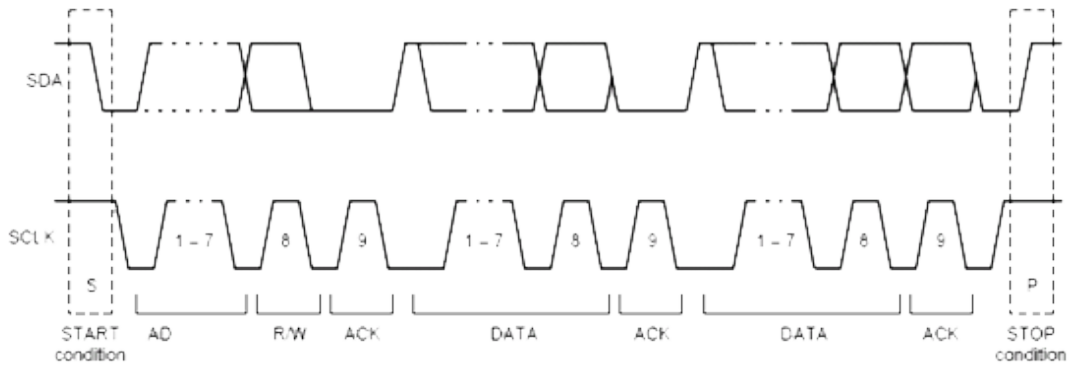 SDA
SCLK
1 – 7
8
9
1 – 7
8
9
1 – 7
8
9
S
P
START
condition
AD
R/W
ACK
DATA
ACK
DATA
ACK
STOP
condition